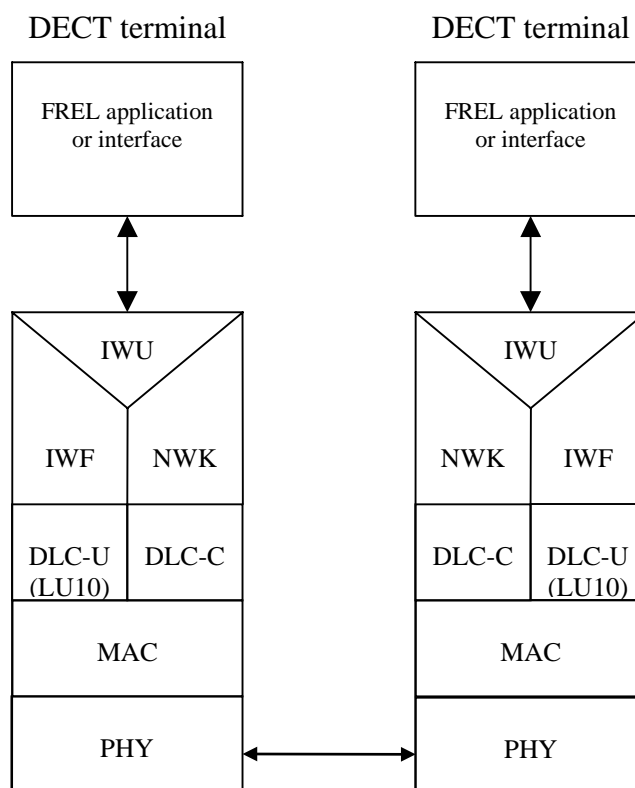 DECT terminal
DECT terminal
FREL application
or interface
FREL application
or interface
IWU
IWU
IWF
NWK
NWK
IWF
DLC-U
(LU10)
DLC-C
DLC-C
DLC-U
(LU10)
MAC
MAC
PHY
PHY